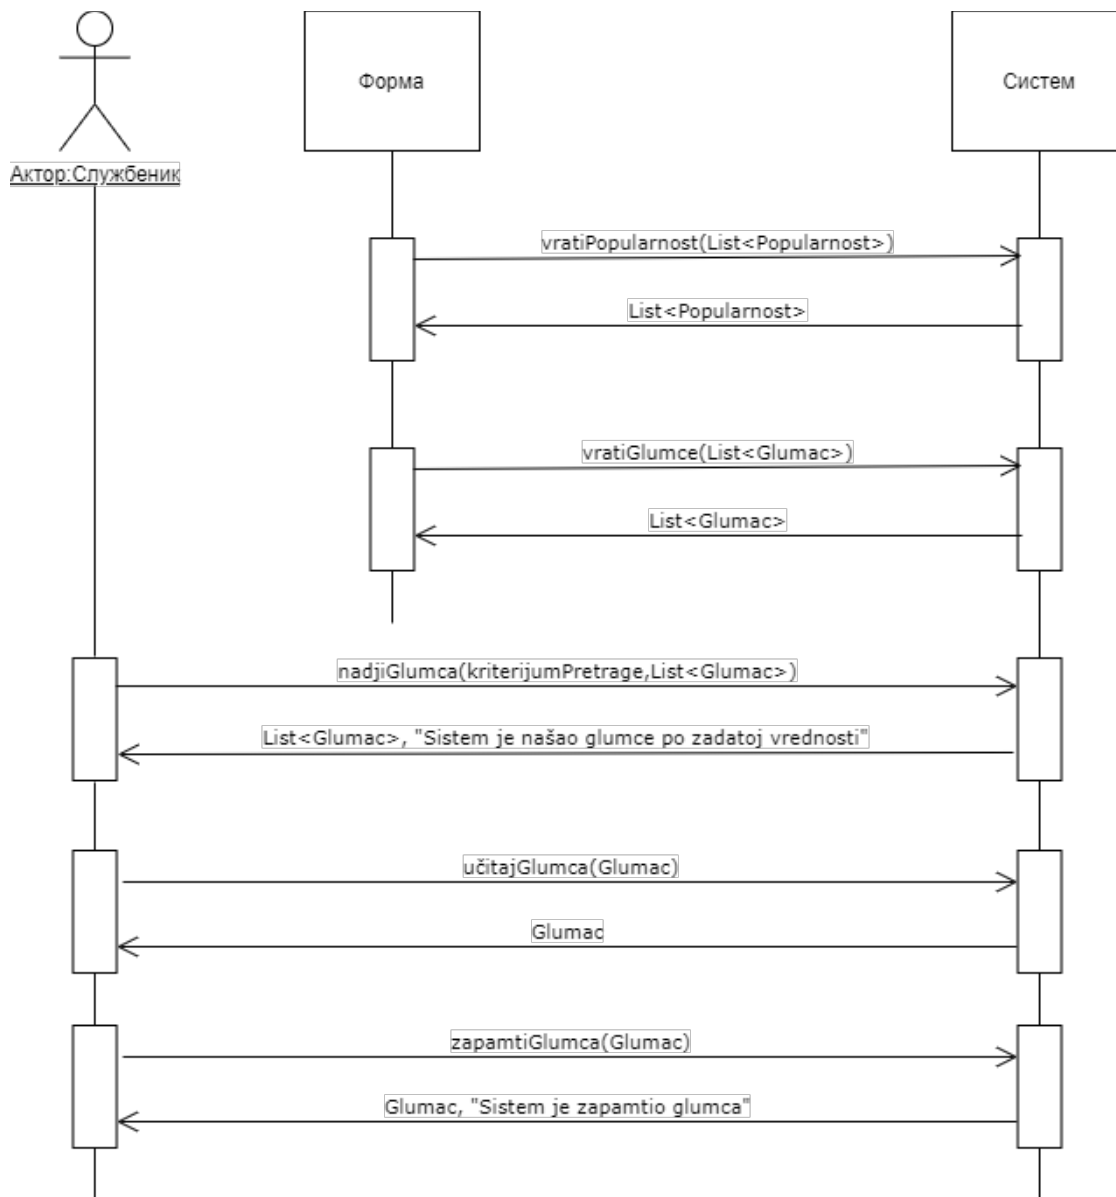 Форма
Систем
Актор:Службеник
vratiPopularnost(List<Popularnost>)
List<Popularnost>
vratiGlumce(List<Glumac>)
List<Glumac>
nadjiGlumca(kriterijumPretrage,List<Glumac>)
List<Glumac>, "Sistem je našao glumce po zadatoj vrednosti"
učitajGlumca(Glumac)
Glumac
zapamtiGlumca(Glumac)
Glumac, "Sistem je zapamtio glumca"